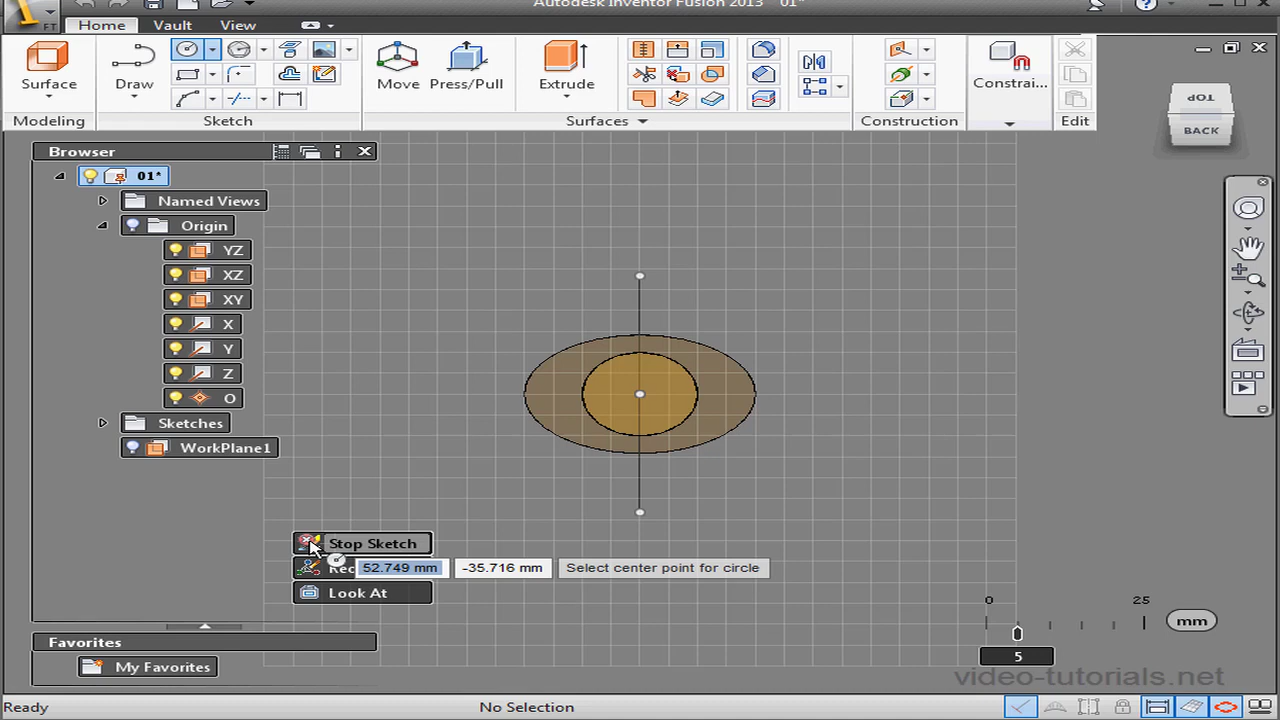 Autodesk Inventor Fusion 2013   01*
FT
Home
Vault
View
Surface
Draw
Move
Press/Pull
Extrude
Constrai...
Modeling
Sketch
Surfaces
Construction
Edit
TOP
BACK
Browser
01*
Named Views
Origin
YZ
XZ
XY
X
Y
Z
O
Sketches
WorkPlane1
Stop Sketch
52.749 mm
-35.716 mm
Select center point for circle
Look At
0
25
mm
5
Favorites
My Favorites
video-tutorials.net
Ready
No Selection